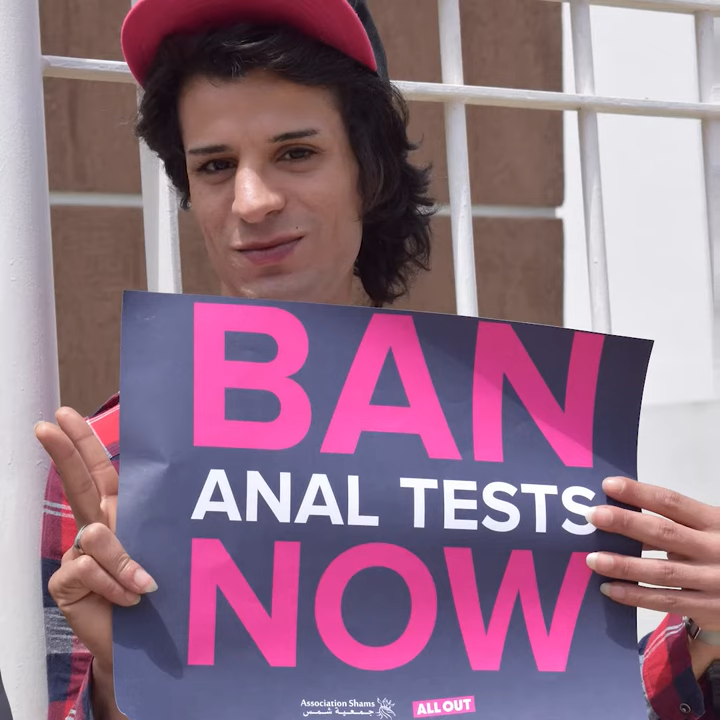 BAN
ANAL TESTS
NOW
Association Shams
جمعية شمس
ALL OUT